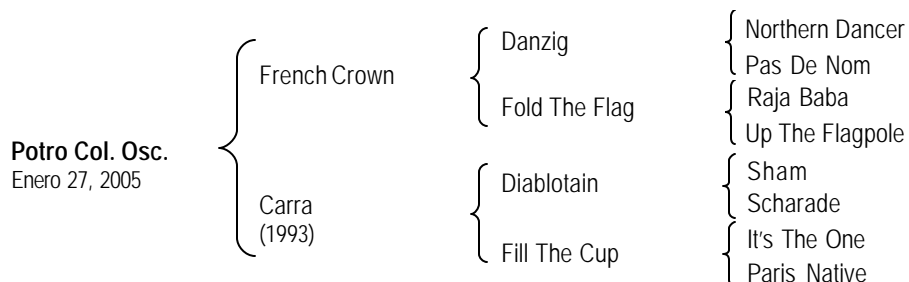 Northern Dancer
Danzig
Pas De Nom
French Crown
Raja Baba
Fold The Flag
Up The Flagpole
Potro Col. Osc.
Enero 27, 2005
Sham
Diablotain
Scharade
Carra
(1993)
It's The One
Fill The Cup
Paris Native